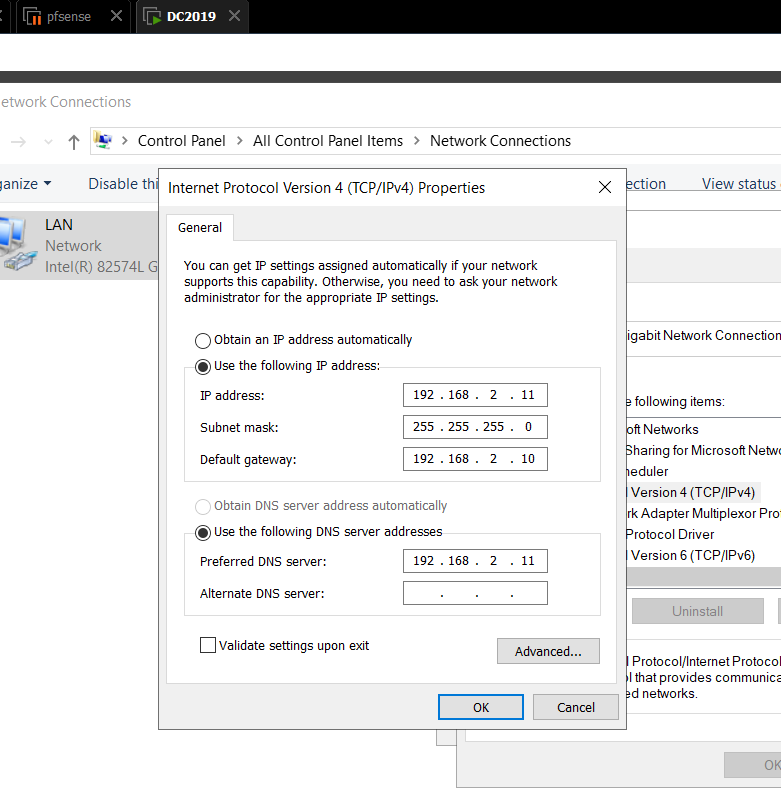 pfsense
DC2019
etwork Connections
Control Panel
All Control Panel Items
Network Connections
ganize
Disable thi
ection
View status
LAN
Network
Intel(R) 82574L G
Internet Protocol Version 4 (TCP/IPv4) Properties
General
You can get IP settings assigned automatically if your network
supports this capability. Otherwise, you need to ask your network
administrator for the appropriate IP settings.
Obtain an IP address automatically
Use the following IP address:
IP address:
192 . 168 . 2 . 11
Subnet mask:
255 . 255 . 255 . 0
Default gateway:
192 . 168 . 2 . 10
Obtain DNS server address automatically
Use the following DNS server addresses
Preferred DNS server:
192 . 168 . 2 . 11
Alternate DNS server:
. . .
Validate settings upon exit
Advanced...
OK
Cancel
igabit Network Connection
e following items:
oft Networks
Sharing for Microsoft Netwo
heduler
l Version 4 (TCP/IPv4)
rk Adapter Multiplexor Pro
Protocol Driver
l Version 6 (TCP/IPv6)
Uninstall
l Protocol/Internet Protocol
ol that provides communica
ed networks.
OK